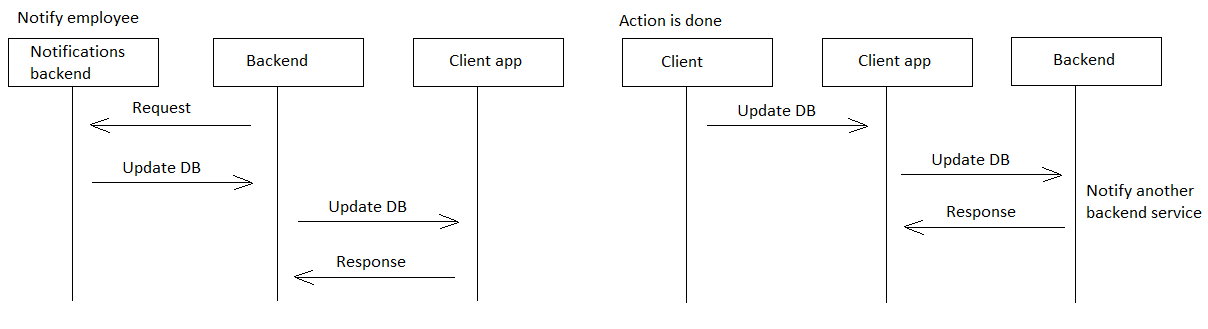 Notify employee
Notifications
backend
Backend
Client app
Request
Update DB
Update DB
Response
Action is done
Client
Client app
Backend
Update DB
Update DB
Notify another
backend service
Response